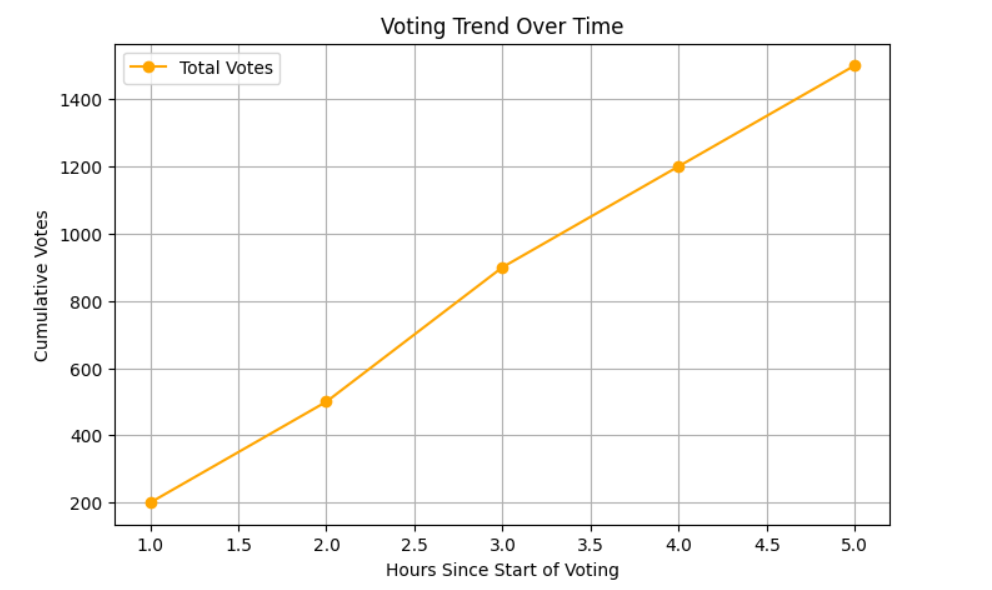 Voting Trend Over Time
Total Votes
Cumulative Votes
1400
1200
1000
800
600
400
200
1.0 1.5 2.0 2.5 3.0 3.5 4.0 4.5 5.0
Hours Since Start of Voting